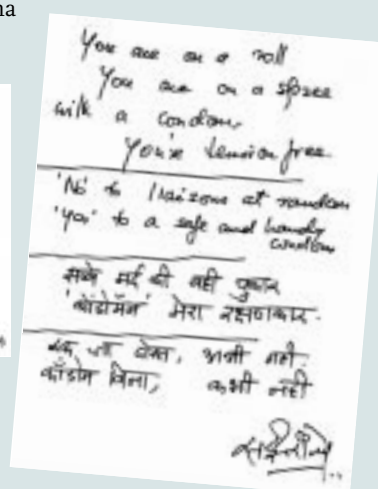 ha
You are on a roll
You are on a spree
with a condom,
You're tension free.
'No' to liaisons at random
'Yes' to a safe and handy
condom
सच्चे मर्द की यही पुकार
'कोंडोमॅन' मेरा रक्षणकार.
दोस्त, अभी नही.
काँडोम बिना, कभी नही